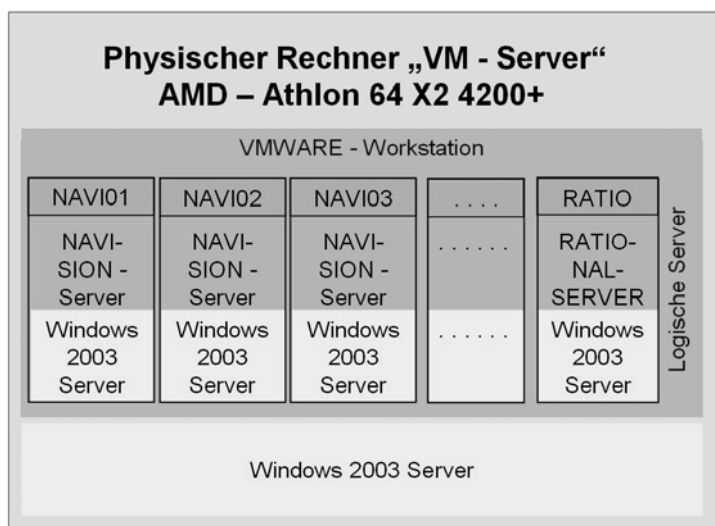 Physischer Rechner „VM - Server“
AMD – Athlon 64 X2 4200+
VMWARE - Workstation
NAVI01
NAVI-
SION -
Server
Windows
2003
Server
NAVI02
NAVI-
SION -
Server
Windows
2003
Server
NAVI03
NAVI-
SION -
Server
Windows
2003
Server
. . . .
. . . . . .
. . . . . .
RATIO
RATIO-
NAL-
SERVER
Windows
2003
Server
Logische Server
Windows 2003 Server